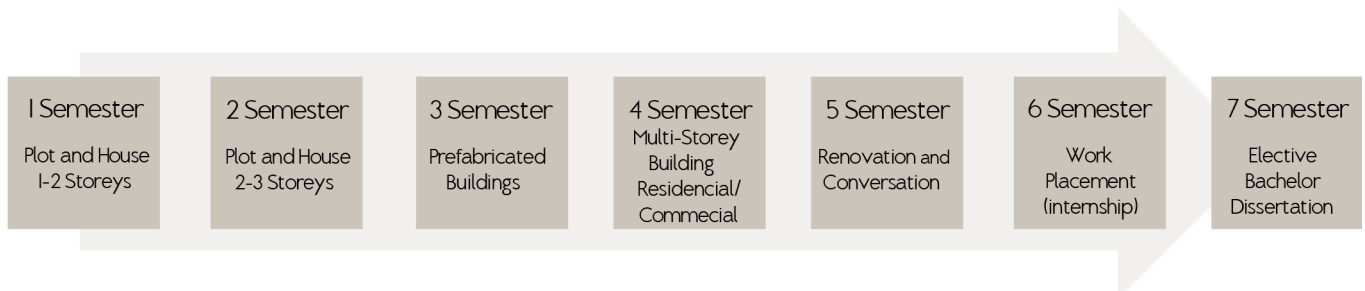 1 Semester
Plot and House
1-2 Storeys
2 Semester
Plot and House
2-3 Storeys
3 Semester
Prefabricated
Buildings
4 Semester
Multi-Storey
Building
Residencial/
Commecial
5 Semester
Renovation and
Conversation
6 Semester
Work
Placement
(internship)
7 Semester
Elective
Bachelor
Dissertation